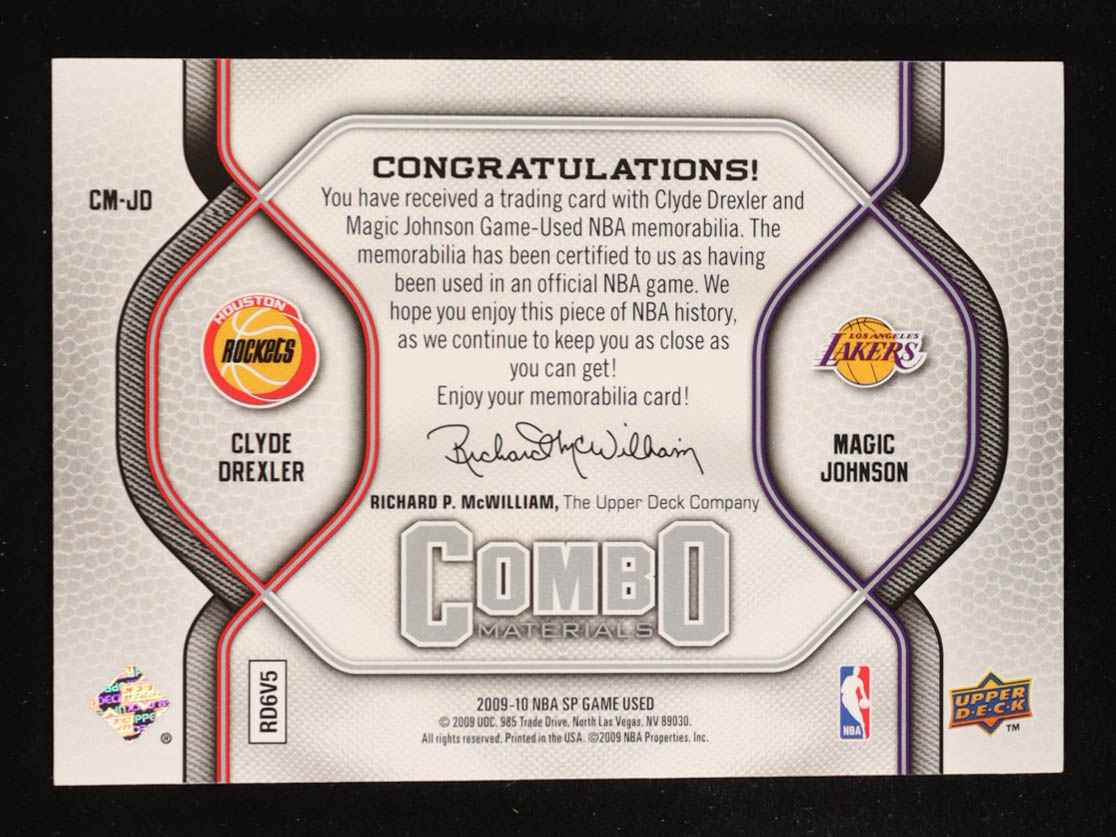 CM-JD
CONGRATULATIONS!
You have received a trading card with Clyde Drexler and
Magic Johnson Game-Used NBA memorabilia. The
memorabilia has been certified to us as having
been used in an official NBA game. We
hope you enjoy this piece of NBA history,
as we continue to keep you as close as
you can get!
Enjoy your memorabilia card!
Richard McWilliam
RICHARD P. McWILLIAM, The Upper Deck Company
HOUSTON
ROCKETS
CLYDE
DREXLER
LOS ANGELES
LAKERS
MAGIC
JOHNSON
COMBO
MATERIALS
RD6V5
2009-10 NBA SP GAME USED
© 2009 UDC. 985 Trade Drive, North Las Vegas, NV 89030.
All rights reserved. Printed in the USA. ©2009 NBA Properties, Inc.
®
NBA
UPPER
D·E·C·K
TM